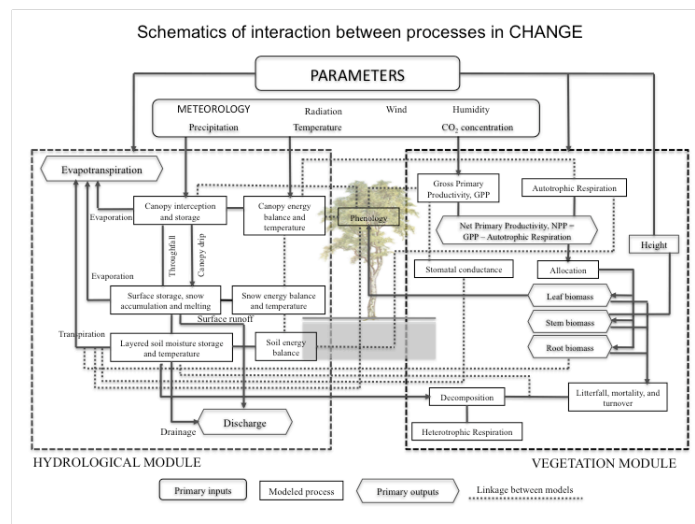 Schematics of interaction between processes in CHANGE
PARAMETERS
METEOROLOGY Radiation Wind Humidity
Precipitation Temperature CO₂ concentration
Evapotranspiration
Evaporation
Canopy interception
and storage
Canopy energy
balance and
temperature
Phenology
Gross Primary
Productivity, GPP
Autotrophic Respiration
Net Primary Productivity, NPP =
GPP – Autotrophic Respiration
Height
Throughfall
Canopy drip
Stomatal conductance
Allocation
Evaporation
Surface storage, snow
accumulation and melting
Snow energy balance
and temperature
Leaf biomass
Surface runoff
Stem biomass
Transpiration
Layered soil moisture storage
and temperature
Soil energy
balance
Root biomass
Decomposition
Litterfall, mortality, and
turnover
Discharge
Drainage
Heterotrophic Respiration
HYDROLOGICAL MODULE
VEGETATION MODULE
Primary inputs
Modeled process
Primary outputs
Linkage between models